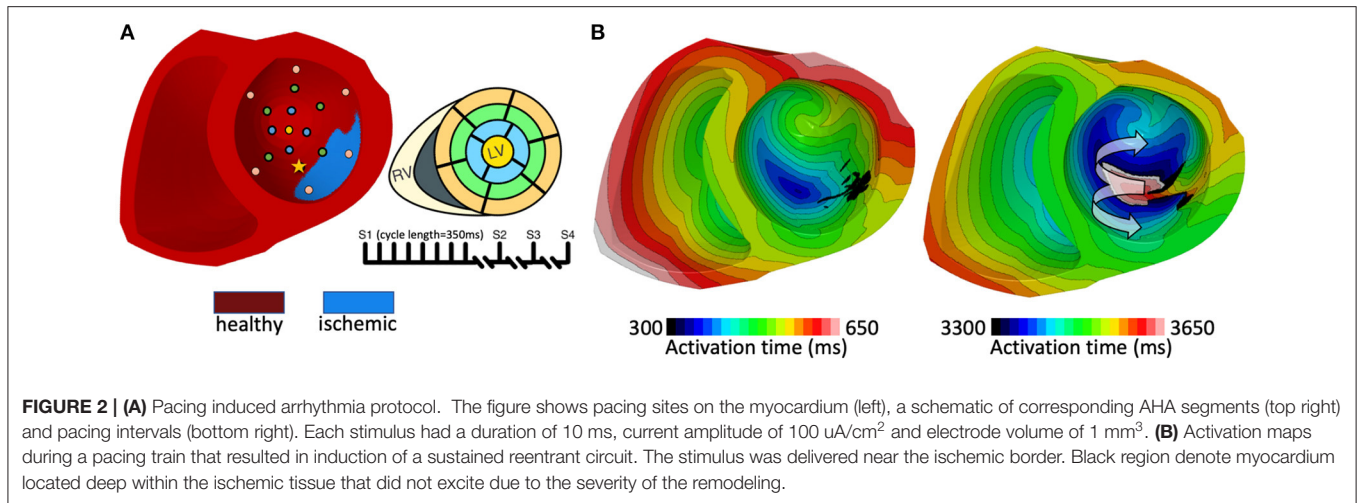 A
B
LV
RV
S1 (cycle length=350ms)
S2
S3
S4
healthy
ischemic
300
650
Activation time (ms)
3300
3650
Activation time (ms)
FIGURE 2 | (A) Pacing induced arrhythmia protocol. The figure shows pacing sites on the myocardium (left), a schematic of corresponding AHA segments (top right)
and pacing intervals (bottom right). Each stimulus had a duration of 10 ms, current amplitude of 100 uA/cm² and electrode volume of 1 mm³. (B) Activation maps
during a pacing train that resulted in induction of a sustained reentrant circuit. The stimulus was delivered near the ischemic border. Black region denote myocardium
located deep within the ischemic tissue that did not excite due to the severity of the remodeling.